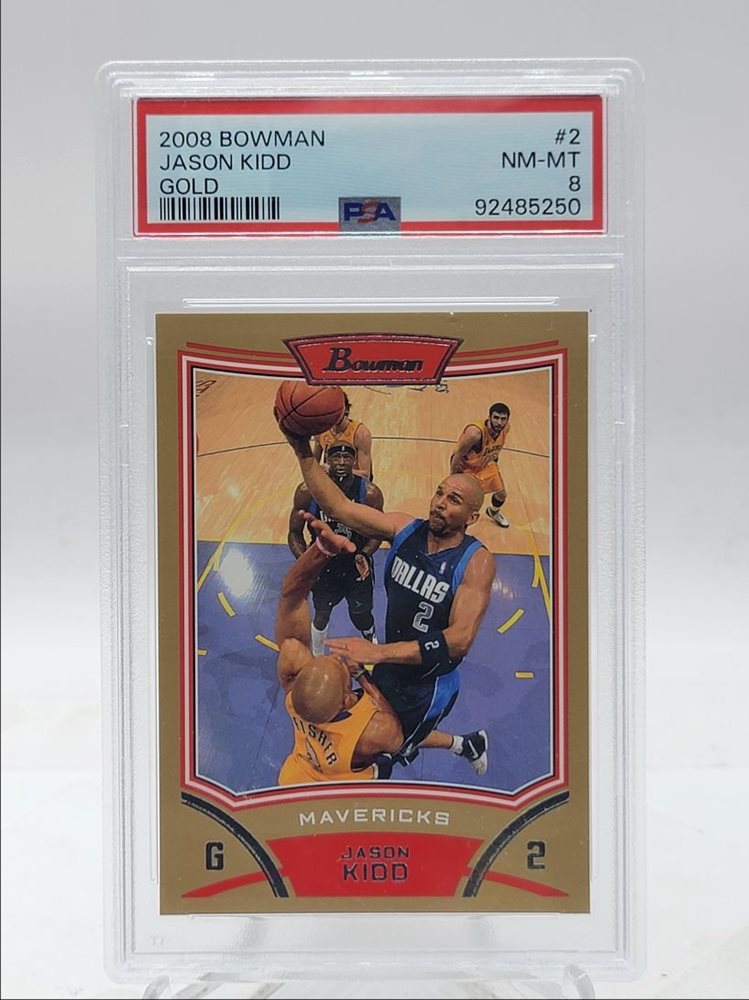 2008 BOWMAN #2
JASON KIDD NM-MT
GOLD 8
PSA 92485250
Bowman
DALLAS
2
2
FISHER
MAVERICKS
G JASON 2
KIDD